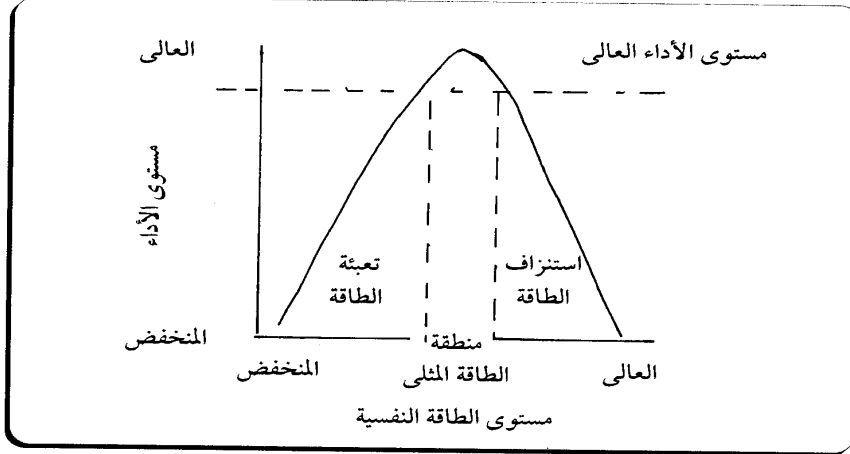 العالى
مستوى الأداء العالى
مستوى الأداء
استنزاف
الطاقة
تعبئة
الطاقة
المنخفض
منطقة
الطاقة المثلى
المنخفض
العالى
مستوى الطاقة النفسية